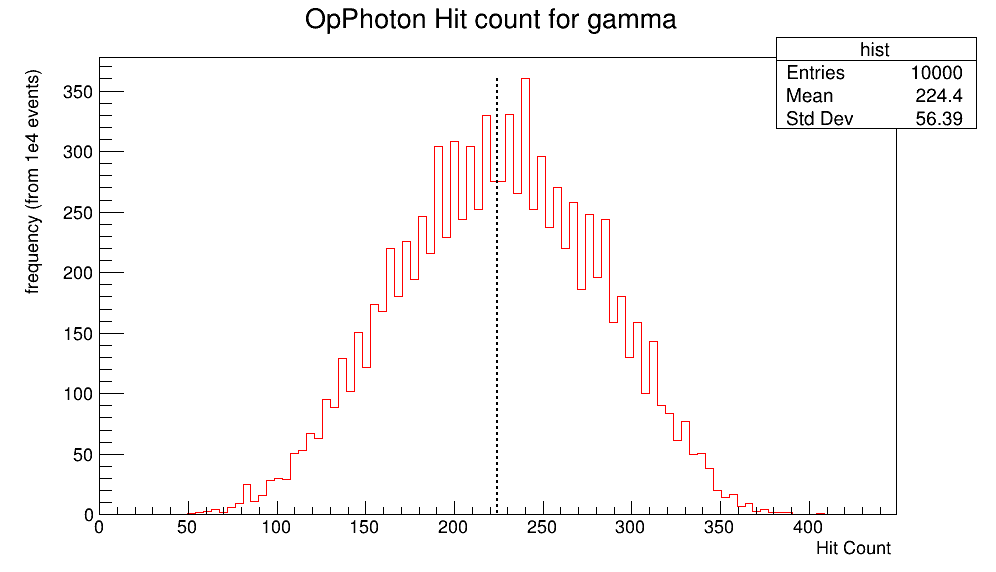 OpPhoton Hit count for gamma
hist
Entries 10000
Mean 224.4
Std Dev 56.39
frequency (from 1e4 events)
350
300
250
200
150
100
50
0
0 50 100 150 200 250 300 350 400
Hit Count